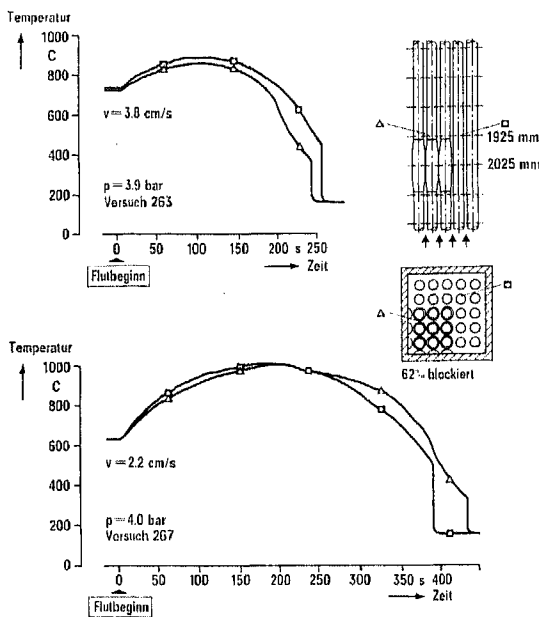 Temperatur
1000
C
800
600
400
200
0
v = 3.8 cm/s
p = 3.9 bar
Versuch 263
0 50 100 150 200 s 250
Flutbeginn
Zeit
1925 mm
2025 mm
62% blockiert
Temperatur
1000
C
800
600
400
200
0
v = 2.2 cm/s
p = 4.0 bar
Versuch 267
0 50 100 150 200 250 300 350 s 400
Flutbeginn
Zeit